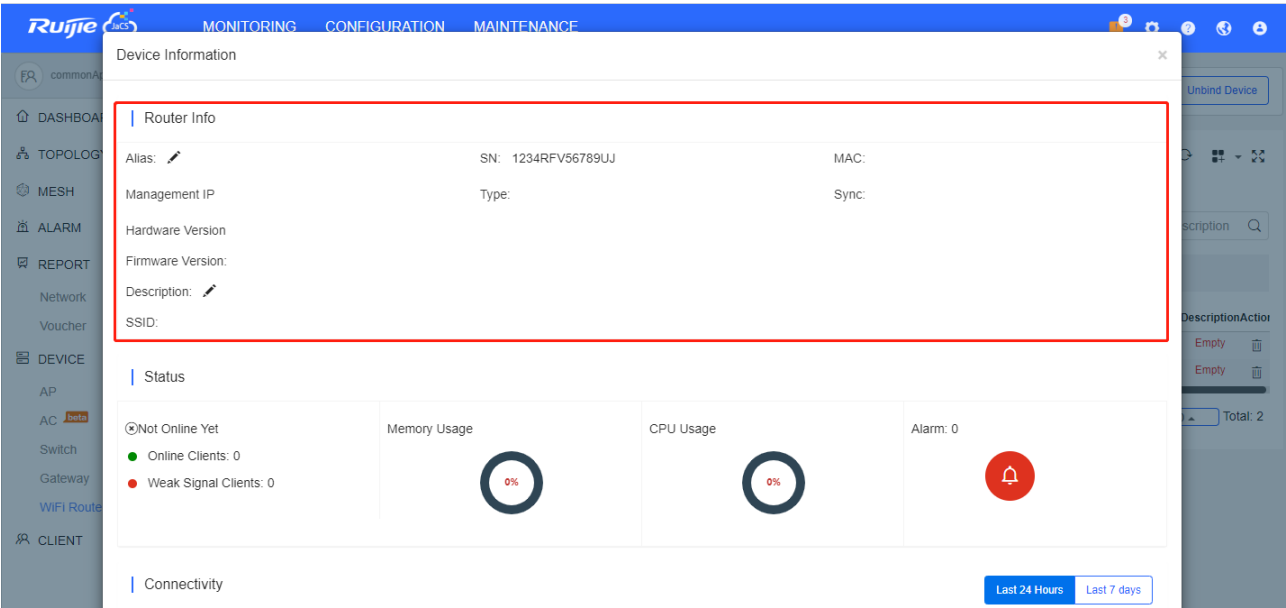 Ruijie JaCS MONITORING CONFIGURATION MAINTENANCE 3
Device Information
Unbind Device
DASHBOA
TOPOLOG
MESH
ALARM
REPORT
Network
Voucher
DEVICE
AP
AC beta
Switch
Gateway
WiFi Route
CLIENT
Router Info
Alias: SN: 1234RFV56789UJ MAC:
Management IP Type: Sync:
Hardware Version
Firmware Version:
Description:
SSID:
scription
DescriptionAction
Empty
Empty
Total: 2
Status
Not Online Yet Memory Usage CPU Usage Alarm: 0
Online Clients: 0
Weak Signal Clients: 0
0% 0%
Connectivity Last 24 Hours Last 7 days